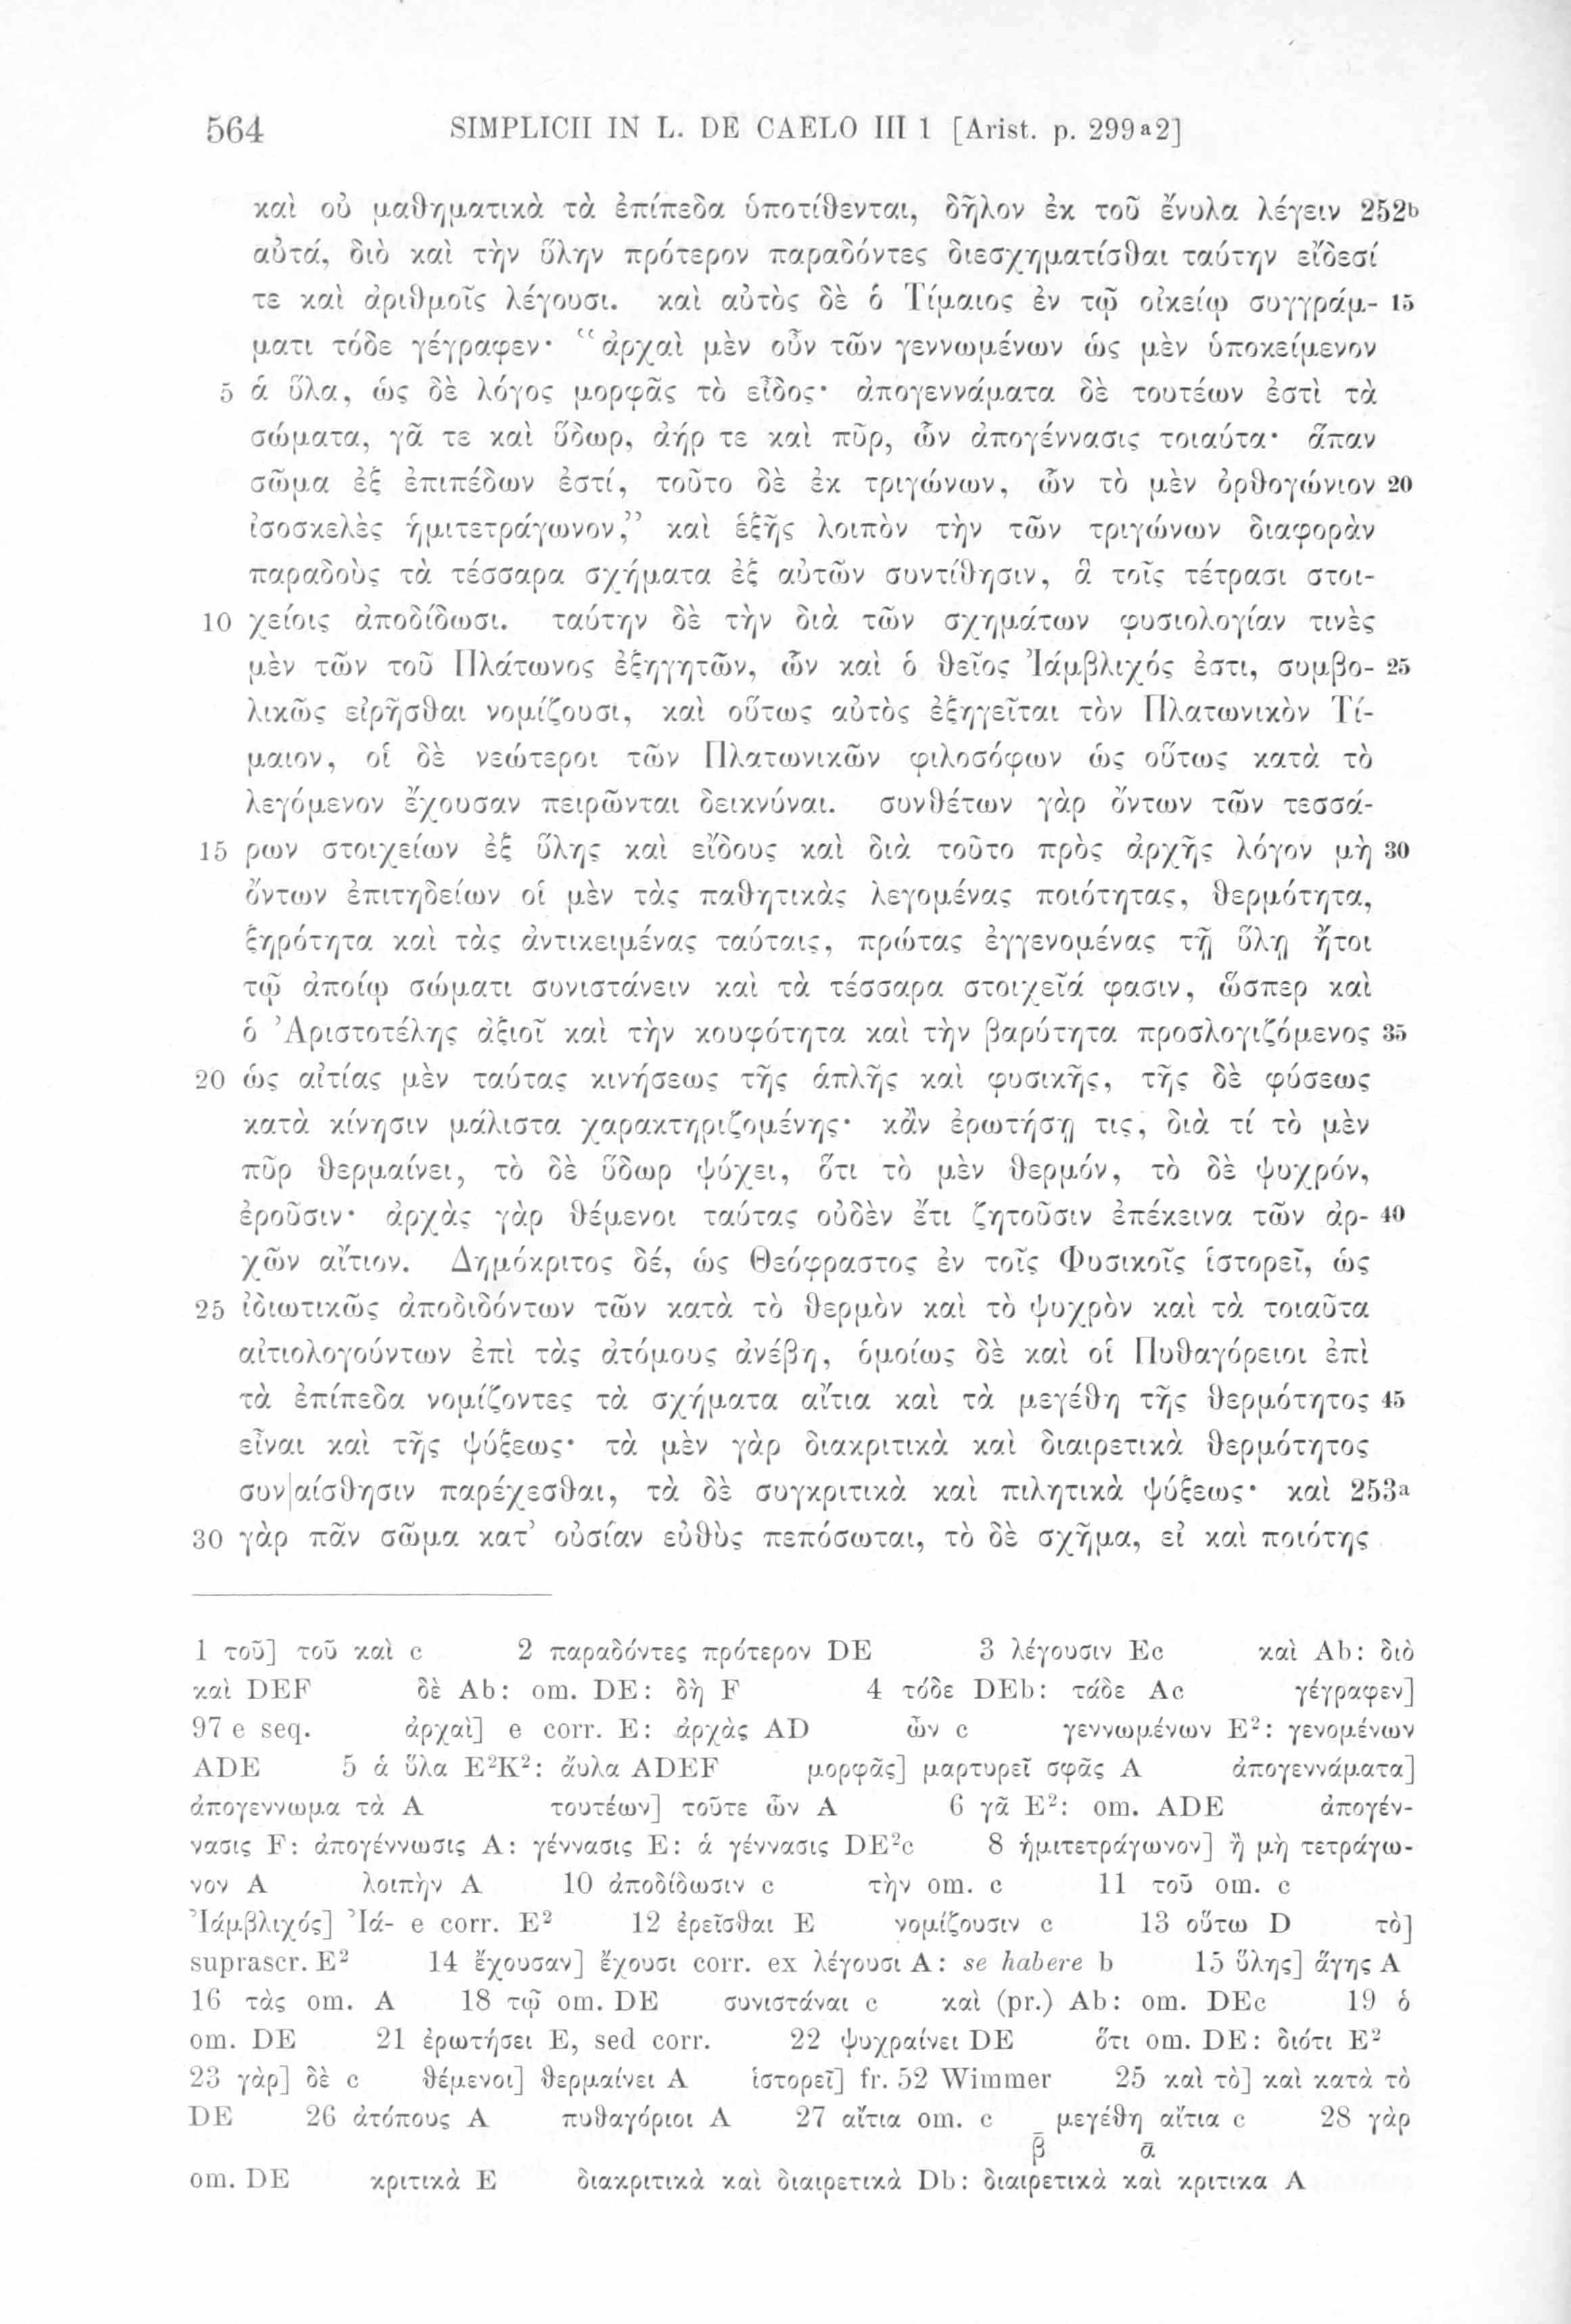 564 SIMPLICII IN L. DE CAELO III 1 [Arist. p. 299ᵃ2]
καὶ οὐ μαθηματικὰ τὰ ἐπίπεδα ὑποτίθενται, δῆλον ἐκ τοῦ ἔνυλα λέγειν 252ᵇ
αὐτά, διὸ καὶ τὴν ὕλην πρότερον παραδόντες διεσχηματίσθαι ταύτην εἴδεσί
τε καὶ ἀριθμοῖς λέγουσι. καὶ αὐτὸς δὲ ὁ Τίμαιος ἐν τῷ οἰκείῳ συγγράμ- 15
ματι τόδε γέγραφεν· “ἀρχαὶ μὲν οὖν τῶν γεννωμένων ὡς μὲν ὑποκείμενον
5 ἁ ὕλα, ὡς δὲ λόγος μορφᾶς τὸ εἶδος· ἀπογεννάματα δὲ τουτέων ἐστὶ τὰ
σώματα, γᾶ τε καὶ ὕδωρ, ἀήρ τε καὶ πῦρ, ὧν ἀπογέννασις τοιαύτα· ἅπαν
σῶμα ἐξ ἐπιπέδων ἐστί, τοῦτο δὲ ἐκ τριγώνων, ὧν τὸ μὲν ὀρθογώνιον 20
ἰσοσκελὲς ἡμιτετράγωνον,” καὶ ἑξῆς λοιπὸν τὴν τῶν τριγώνων διαφορὰν
παραδοὺς τὰ τέσσαρα σχήματα ἐξ αὐτῶν συντίθησιν, ἃ τοῖς τέτρασι στοι-
10 χείοις ἀποδίδωσι. ταύτην δὲ τὴν διὰ τῶν σχημάτων φυσιολογίαν τινὲς
μὲν τῶν τοῦ Πλάτωνος ἐξηγητῶν, ὧν καὶ ὁ θεῖος Ἰάμβλιχός ἐστι, συμβο- 25
λικῶς εἰρῆσθαι νομίζουσι, καὶ οὕτως αὐτὸς ἐξηγεῖται τὸν Πλατωνικὸν Τί-
μαιον, οἱ δὲ νεώτεροι τῶν Πλατωνικῶν φιλοσόφων ὡς οὕτως κατὰ τὸ
λεγόμενον ἔχουσαν πειρῶνται δεικνύναι. συνθέτων γὰρ ὄντων τῶν τεσσά-
15 ρων στοιχείων ἐξ ὕλης καὶ εἴδους καὶ διὰ τοῦτο πρὸς ἀρχῆς λόγον μὴ 30
ὄντων ἐπιτηδείων οἱ μὲν τὰς παθητικὰς λεγομένας ποιότητας, θερμότητα,
ξηρότητα καὶ τὰς ἀντικειμένας ταύταις, πρώτας ἐγγενομένας τῇ ὕλῃ ἤτοι
τῷ ἀποίῳ σώματι συνιστάνειν καὶ τὰ τέσσαρα στοιχεῖά φασιν, ὥσπερ καὶ
ὁ Ἀριστοτέλης ἀξιοῖ καὶ τὴν κουφότητα καὶ τὴν βαρύτητα προσλογιζόμενος 35
20 ὡς αἰτίας μὲν ταύτας κινήσεως τῆς ἁπλῆς καὶ φυσικῆς, τῆς δὲ φύσεως
κατὰ κίνησιν μάλιστα χαρακτηριζομένης· κἂν ἐρωτήσῃ τις, διὰ τί τὸ μὲν
πῦρ θερμαίνει, τὸ δὲ ὕδωρ ψύχει, ὅτι τὸ μὲν θερμόν, τὸ δὲ ψυχρόν,
ἐροῦσιν· ἀρχὰς γὰρ θέμενοι ταύτας οὐδὲν ἔτι ζητοῦσιν ἐπέκεινα τῶν ἀρ- 40
χῶν αἴτιον. Δημόκριτος δέ, ὡς Θεόφραστος ἐν τοῖς Φυσικοῖς ἱστορεῖ, ὡς
25 ἰδιωτικῶς ἀποδιδόντων τῶν κατὰ τὸ θερμὸν καὶ τὸ ψυχρὸν καὶ τὰ τοιαῦτα
αἰτιολογούντων ἐπὶ τὰς ἀτόμους ἀνέβη, ὁμοίως δὲ καὶ οἱ Πυθαγόρειοι ἐπὶ
τὰ ἐπίπεδα νομίζοντες τὰ σχήματα αἴτια καὶ τὰ μεγέθη τῆς θερμότητος 45
εἶναι καὶ τῆς ψύξεως· τὰ μὲν γὰρ διακριτικὰ καὶ διαιρετικὰ θερμότητος
συν|αίσθησιν παρέχεσθαι, τὰ δὲ συγκριτικὰ καὶ πιλητικὰ ψύξεως· καὶ 253ᵃ
30 γὰρ πᾶν σῶμα κατ’ οὐσίαν εὐθὺς πεπόσωται, τὸ δὲ σχῆμα, εἰ καὶ ποιότης
1 τοῦ] τοῦ καὶ c 2 παραδόντες πρότερον DE 3 λέγουσιν Ec καὶ Ab: διὸ
καὶ DEF δὲ Ab: om. DE: δὴ F 4 τόδε DEb: τάδε Ac γέγραφεν]
97 e seq. ἀρχαὶ] e corr. E: ἀρχὰς AD ὧν c γεννωμένων E²: γενομένων
ADE 5 ἁ ὕλα E²K²: ἄυλα ADEF μορφᾶς] μαρτυρεῖ σφᾶς A ἀπογεννάματα]
ἀπογεννωμα τὰ A τουτέων] τοῦτε ὧν A 6 γᾶ E²: om. ADE ἀπογέν-
νασις F: ἀπογέννωσις A: γέννασις E: ἁ γέννασις DE²c 8 ἡμιτετράγωνον] ἢ μὴ τετράγω-
νον A λοιπὴν A 10 ἀποδίδωσιν c τὴν om. c 11 τοῦ om. c
Ἰάμβλιχός] Ἰά- e corr. E² 12 ἐρεῖσθαι E νομίζουσιν c 13 οὕτω D τὸ]
suprascr. E² 14 ἔχουσαν] ἔχουσι corr. ex λέγουσι A: se habere b 15 ὕλης] ἄγης A
16 τὰς om. A 18 τῷ om. DE συνιστάναι c καὶ (pr.) Ab: om. DEc 19 ὁ
om. DE 21 ἐρωτήσει E, sed corr. 22 ψυχραίνει DE ὅτι om. DE: διότι E²
23 γὰρ] δὲ c θέμενοι] θερμαίνει A ἱστορεῖ] fr. 52 Wimmer 25 καὶ τὸ] καὶ κατὰ τὸ
DE 26 ἀτόπους A πυθαγόριοι A 27 αἴτια om. c μεγέθη αἴτια c 28 γὰρ
β̄ ᾱ
om. DE κριτικὰ E διακριτικὰ καὶ διαιρετικὰ Db: διαιρετικὰ καὶ κριτικα A